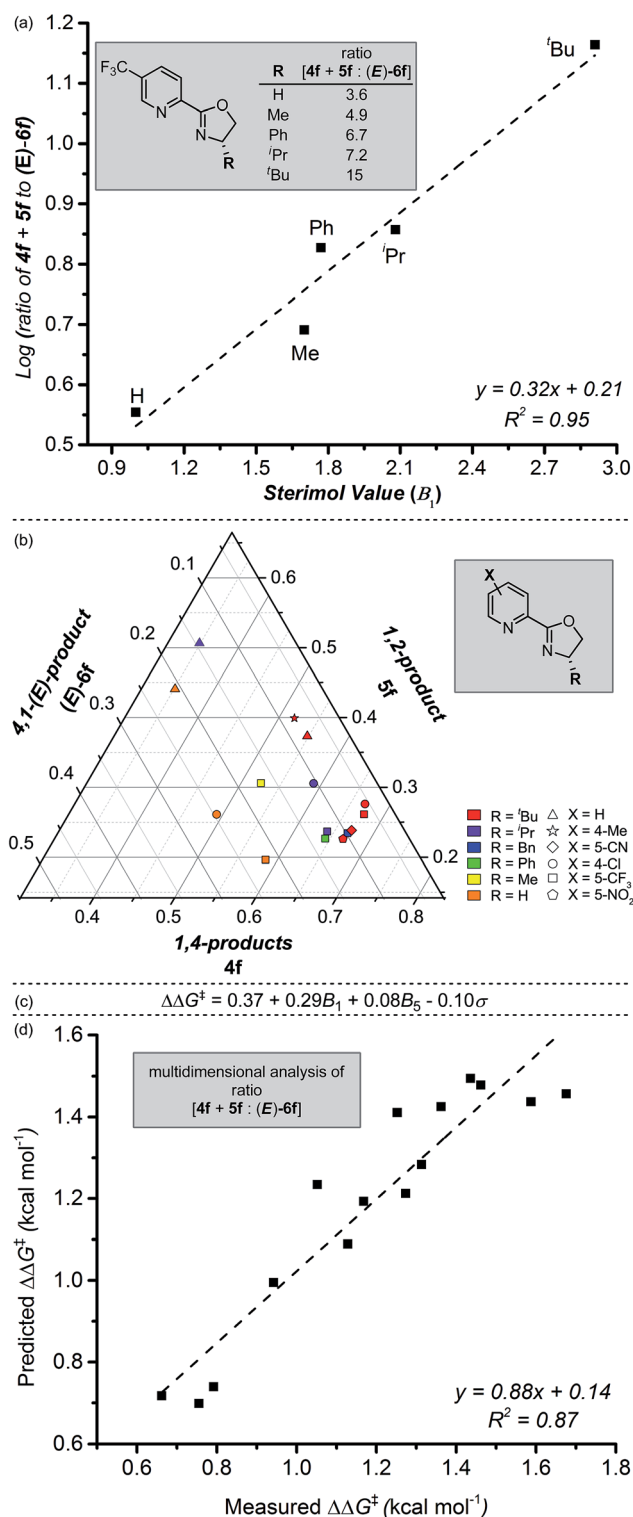 (a)
1.2
1.1
1.0
0.9
0.8
0.7
0.6
0.5
Log (ratio of 4f + 5f to (E)-6f)
F₃C
N
O
N
R
ratio
R [4f + 5f : (E)-6f]
H 3.6
Me 4.9
Ph 6.7
ⁱPr 7.2
ᵗBu 15
ᵗBu
Ph
ⁱPr
Me
H
y = 0.32x + 0.21
R² = 0.95
0.9 1.2 1.5 1.8 2.1 2.4 2.7 3.0
Sterimol Value (B₁)
(b)
0.1
0.2
0.3
0.4
0.5
4,1-(E)-product
(E)-6f
0.6
0.5
0.4
0.3
0.2
1,2-product
5f
0.4 0.5 0.6 0.7 0.8
1,4-products
4f
X
N
O
N
R
R = ᵗBu X = H
R = ⁱPr X = 4-Me
R = Bn X = 5-CN
R = Ph X = 4-Cl
R = Me X = 5-CF₃
R = H X = 5-NO₂
(c)
ΔΔG‡ = 0.37 + 0.29B₁ + 0.08B₅ - 0.10σ
(d)
1.6
1.4
1.2
1.0
0.8
0.6
Predicted ΔΔG‡ (kcal mol⁻¹)
multidimensional analysis of
ratio
[4f + 5f : (E)-6f]
y = 0.88x + 0.14
R² = 0.87
0.6 0.8 1.0 1.2 1.4 1.6 1.8
Measured ΔΔG‡ (kcal mol⁻¹)